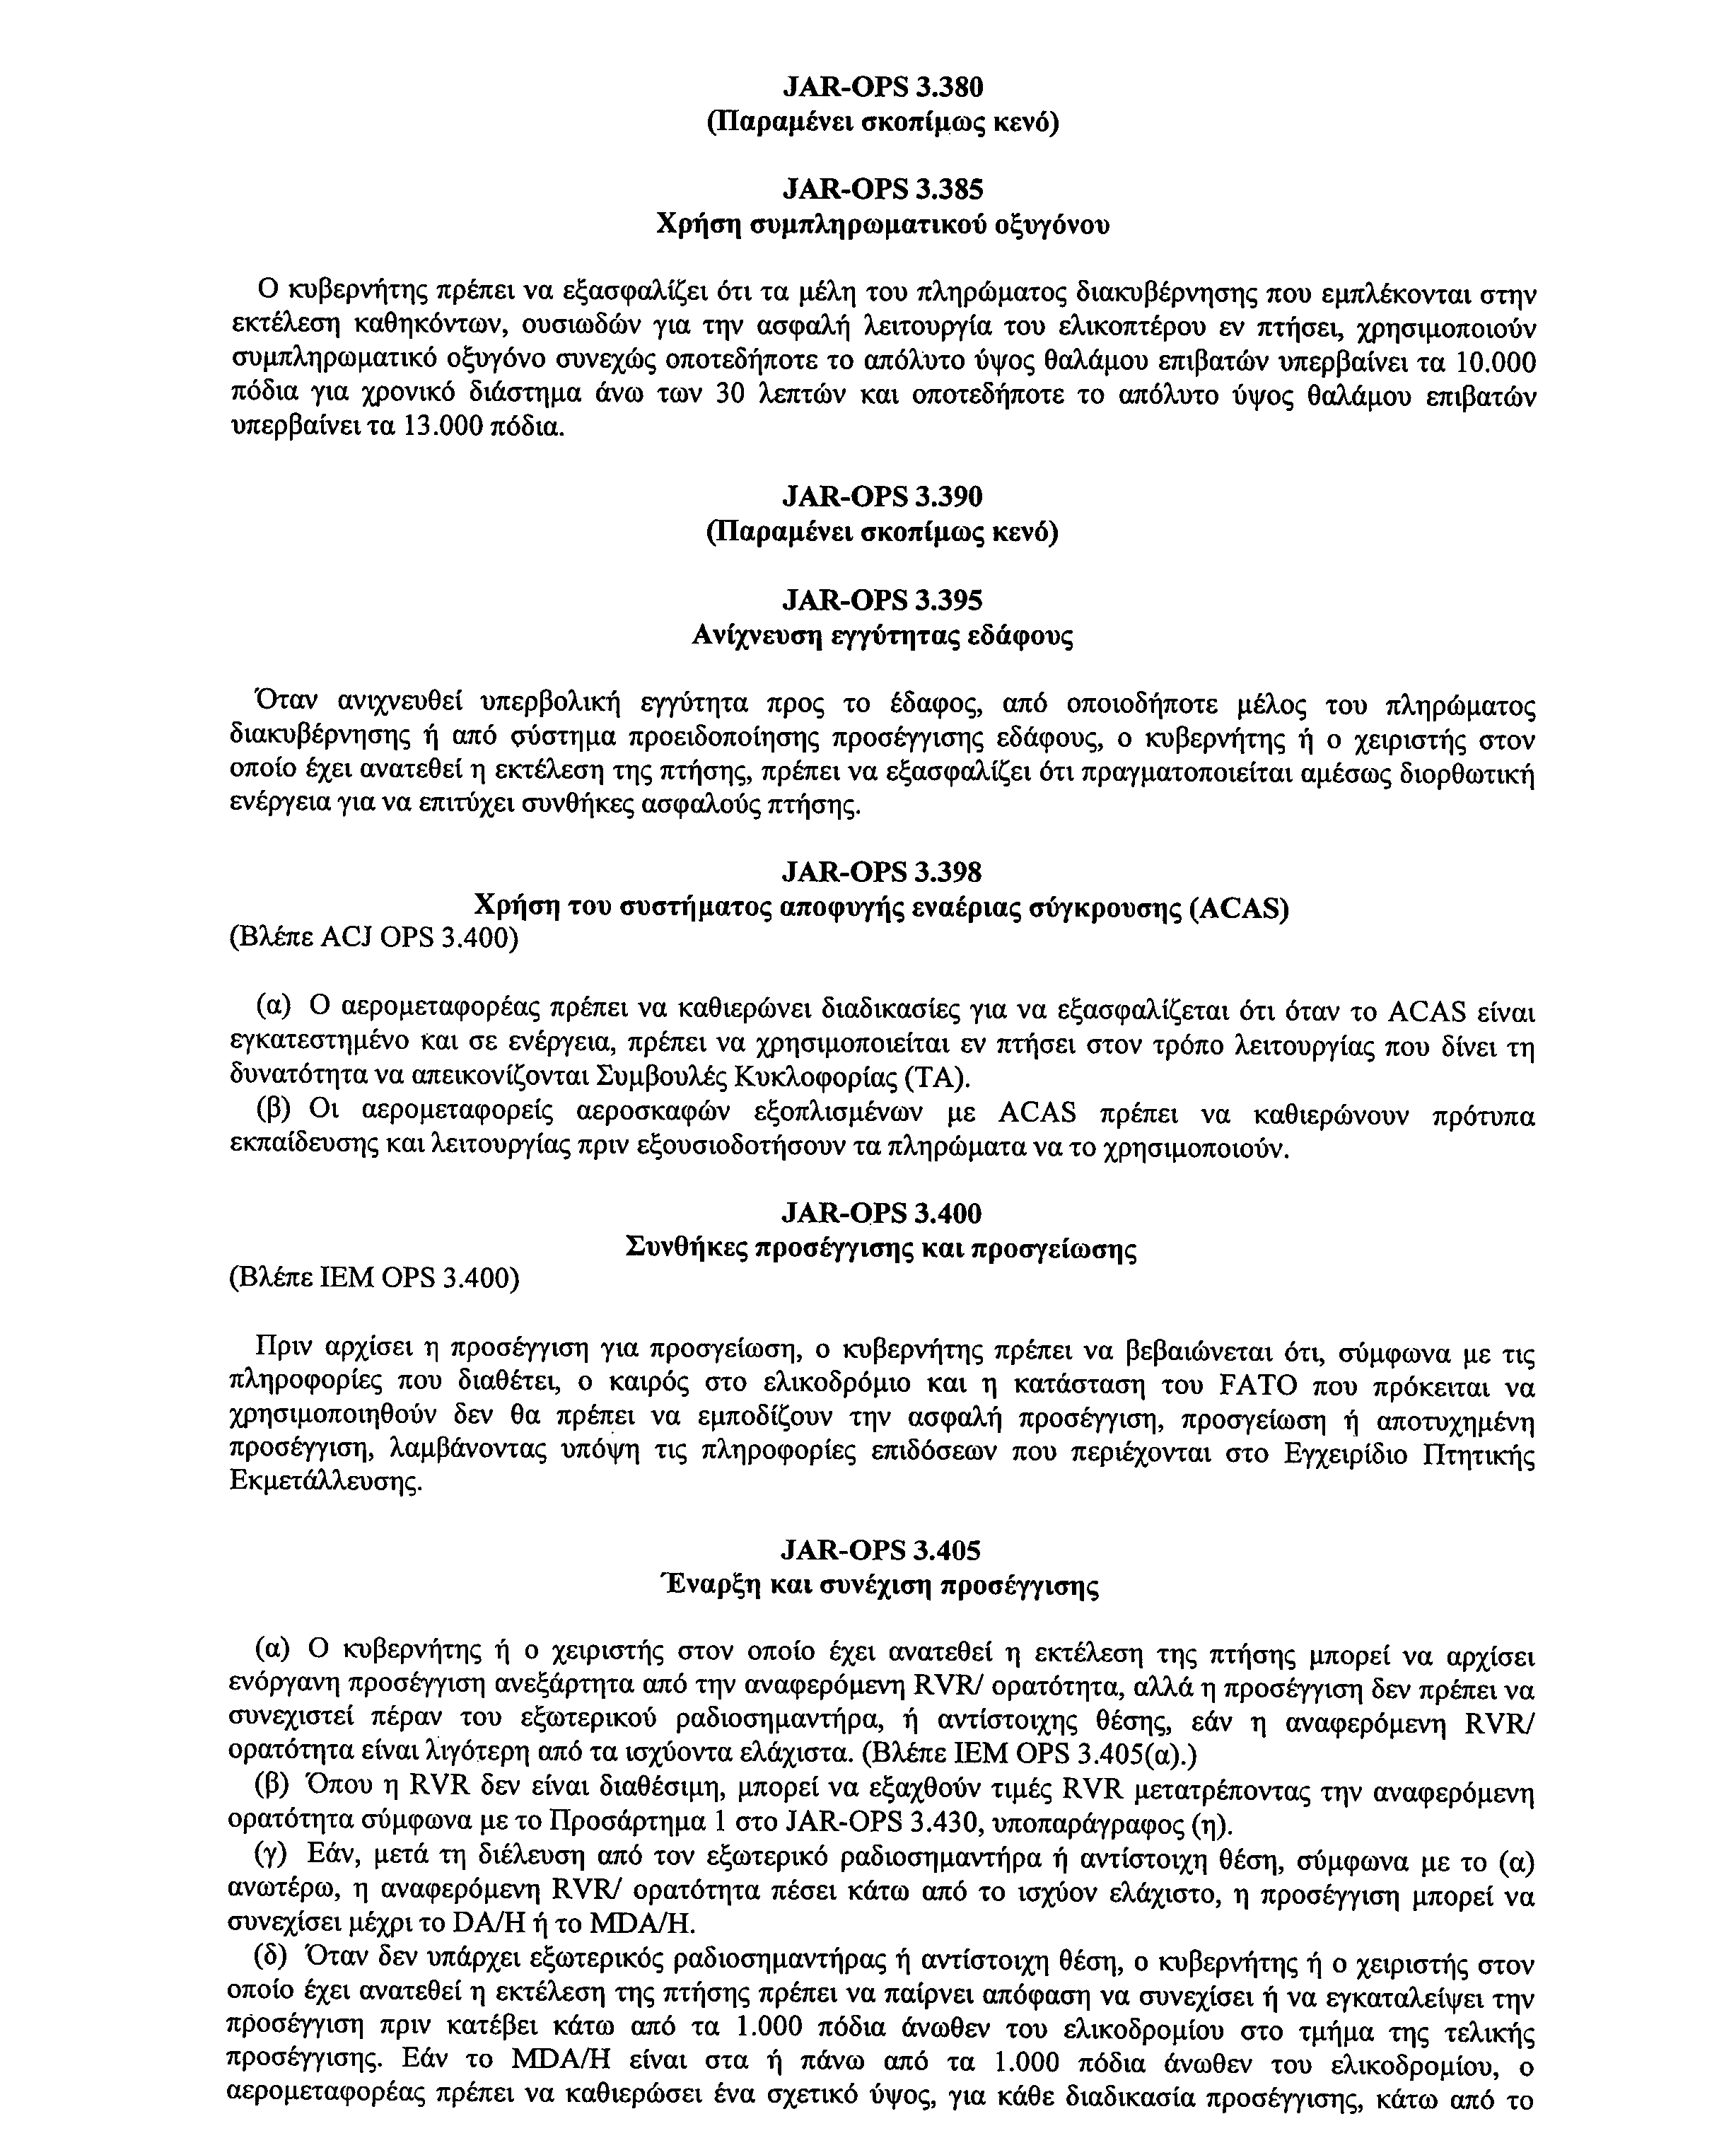 JAR-OPS 3.380
(Παραμένει σκοπίμως κενό)
JAR-OPS 3.385
Χρήση συμπληρωματικού οξυγόνου
Ο κυβερνήτης πρέπει να εξασφαλίζει ότι τα μέλη του πληρώματος διακυβέρνησης που εμπλέκονται στην
εκτέλεση καθηκόντων, ουσιωδών για την ασφαλή λειτουργία του ελικοπτέρου εν πτήσει, χρησιμοποιούν
συμπληρωματικό οξυγόνο συνεχώς οποτεδήποτε το απόλυτο ύψος θαλάμου επιβατών υπερβαίνει τα 10.000
πόδια για χρονικό διάστημα άνω των 30 λεπτών και οποτεδήποτε το απόλυτο ύψος θαλάμου επιβατών
υπερβαίνει τα 13.000 πόδια.
JAR-OPS 3.390
(Παραμένει σκοπίμως κενό)
JAR-OPS 3.395
Ανίχνευση εγγύτητας εδάφους
Όταν ανιχνευθεί υπερβολική εγγύτητα προς το έδαφος, από οποιοδήποτε μέλος του πληρώματος
διακυβέρνησης ή από σύστημα προειδοποίησης προσέγγισης εδάφους, ο κυβερνήτης ή ο χειριστής στον
οποίο έχει ανατεθεί η εκτέλεση της πτήσης, πρέπει να εξασφαλίζει ότι πραγματοποιείται αμέσως διορθωτική
ενέργεια για να επιτύχει συνθήκες ασφαλούς πτήσης.
JAR-OPS 3.398
Χρήση του συστήματος αποφυγής εναέριας σύγκρουσης (ACAS)
(Βλέπε ACJ OPS 3.400)
(α) Ο αερομεταφορέας πρέπει να καθιερώνει διαδικασίες για να εξασφαλίζεται ότι όταν το ACAS είναι
εγκατεστημένο και σε ενέργεια, πρέπει να χρησιμοποιείται εν πτήσει στον τρόπο λειτουργίας που δίνει τη
δυνατότητα να απεικονίζονται Συμβουλές Κυκλοφορίας (TA).
(β) Οι αερομεταφορείς αεροσκαφών εξοπλισμένων με ACAS πρέπει να καθιερώνουν πρότυπα
εκπαίδευσης και λειτουργίας πριν εξουσιοδοτήσουν τα πληρώματα να το χρησιμοποιούν.
JAR-OPS 3.400
Συνθήκες προσέγγισης και προσγείωσης
(Βλέπε IEM OPS 3.400)
Πριν αρχίσει η προσέγγιση για προσγείωση, ο κυβερνήτης πρέπει να βεβαιώνεται ότι, σύμφωνα με τις
πληροφορίες που διαθέτει, ο καιρός στο ελικοδρόμιο και η κατάσταση του FATO που πρόκειται να
χρησιμοποιηθούν δεν θα πρέπει να εμποδίζουν την ασφαλή προσέγγιση, προσγείωση ή αποτυχημένη
προσέγγιση, λαμβάνοντας υπόψη τις πληροφορίες επιδόσεων που περιέχονται στο Εγχειρίδιο Πτητικής
Εκμετάλλευσης.
JAR-OPS 3.405
Έναρξη και συνέχιση προσέγγισης
(α) Ο κυβερνήτης ή ο χειριστής στον οποίο έχει ανατεθεί η εκτέλεση της πτήσης μπορεί να αρχίσει
ενόργανη προσέγγιση ανεξάρτητα από την αναφερόμενη RVR/ ορατότητα, αλλά η προσέγγιση δεν πρέπει να
συνεχιστεί πέραν του εξωτερικού ραδιοσημαντήρα, ή αντίστοιχης θέσης, εάν η αναφερόμενη RVR/
ορατότητα είναι λιγότερη από τα ισχύοντα ελάχιστα. (Βλέπε IEM OPS 3.405(α).)
(β) Όπου η RVR δεν είναι διαθέσιμη, μπορεί να εξαχθούν τιμές RVR μετατρέποντας την αναφερόμενη
ορατότητα σύμφωνα με το Προσάρτημα 1 στο JAR-OPS 3.430, υποπαράγραφος (η).
(γ) Εάν, μετά τη διέλευση από τον εξωτερικό ραδιοσημαντήρα ή αντίστοιχη θέση, σύμφωνα με το (α)
ανωτέρω, η αναφερόμενη RVR/ ορατότητα πέσει κάτω από το ισχύον ελάχιστο, η προσέγγιση μπορεί να
συνεχίσει μέχρι το DA/H ή το MDA/H.
(δ) Όταν δεν υπάρχει εξωτερικός ραδιοσημαντήρας ή αντίστοιχη θέση, ο κυβερνήτης ή ο χειριστής στον
οποίο έχει ανατεθεί η εκτέλεση της πτήσης πρέπει να παίρνει απόφαση να συνεχίσει ή να εγκαταλείψει την
προσέγγιση πριν κατέβει κάτω από τα 1.000 πόδια άνωθεν του ελικοδρομίου στο τμήμα της τελικής
προσέγγισης. Εάν το MDA/H είναι στα ή πάνω από τα 1.000 πόδια άνωθεν του ελικοδρομίου, ο
αερομεταφορέας πρέπει να καθιερώσει ένα σχετικό ύψος, για κάθε διαδικασία προσέγγισης, κάτω από το